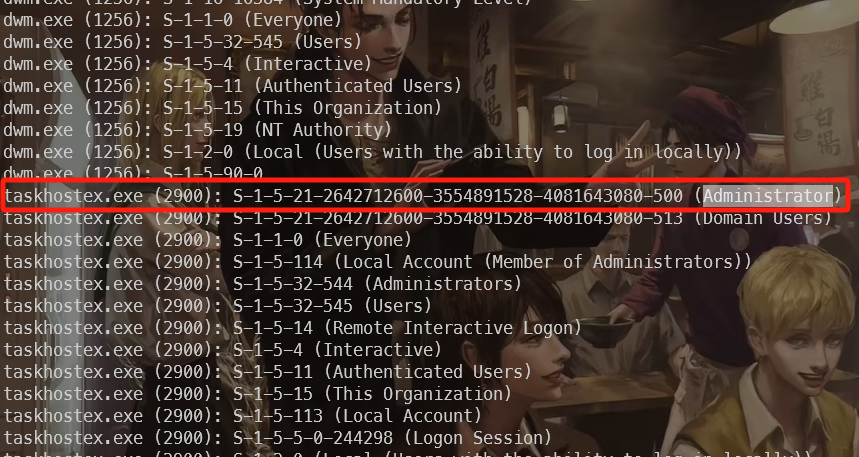 dwm.exe (1256): S-1-16-16384 (System Mandatory Level)
dwm.exe (1256): S-1-1-0 (Everyone)
dwm.exe (1256): S-1-5-32-545 (Users)
dwm.exe (1256): S-1-5-4 (Interactive)
dwm.exe (1256): S-1-5-11 (Authenticated Users)
dwm.exe (1256): S-1-5-15 (This Organization)
dwm.exe (1256): S-1-5-19 (NT Authority)
dwm.exe (1256): S-1-2-0 (Local (Users with the ability to log in locally))
dwm.exe (1256): S-1-5-90-0
taskhostex.exe (2900): S-1-5-21-2642712600-3554891528-4081643080-500 (Administrator)
taskhostex.exe (2900): S-1-5-21-2642712600-3554891528-4081643080-513 (Domain Users)
taskhostex.exe (2900): S-1-1-0 (Everyone)
taskhostex.exe (2900): S-1-5-114 (Local Account (Member of Administrators))
taskhostex.exe (2900): S-1-5-32-544 (Administrators)
taskhostex.exe (2900): S-1-5-32-545 (Users)
taskhostex.exe (2900): S-1-5-14 (Remote Interactive Logon)
taskhostex.exe (2900): S-1-5-4 (Interactive)
taskhostex.exe (2900): S-1-5-11 (Authenticated Users)
taskhostex.exe (2900): S-1-5-15 (This Organization)
taskhostex.exe (2900): S-1-5-113 (Local Account)
taskhostex.exe (2900): S-1-5-5-0-244298 (Logon Session)
taskhostex.exe (2900): S-1-2-0 (Local (Users with the ability to log in locally))
鶏白湯